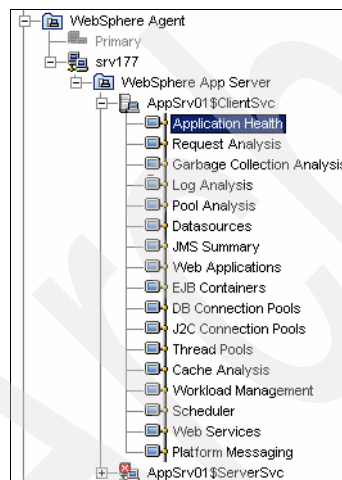 WebSphere Agent
Primary
srv177
WebSphere App Server
AppSrv01$ClientSvc
Application Health
Request Analysis
Garbage Collection Analysis
Log Analysis
Pool Analysis
Datasources
JMS Summary
Web Applications
EJB Containers
DB Connection Pools
J2C Connection Pools
Thread Pools
Cache Analysis
Workload Management
Scheduler
Web Services
Platform Messaging
AppSrv01$ServerSvc